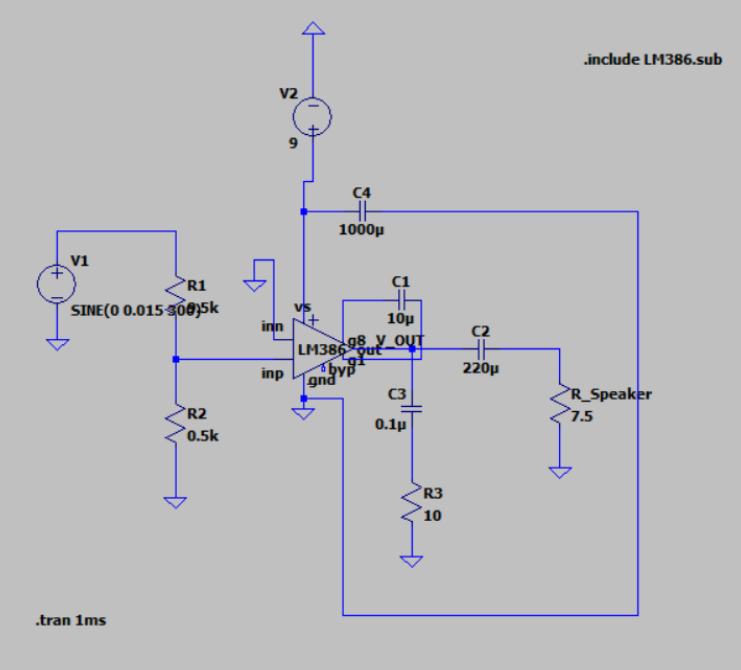 .include LM386.sub
V2
9
C4
1000µ
V1
SINE(0 0.015 300)
R1
9.5k
C1
10µ
vs
inn
LM386
g8
V_OUT
out
g1
inp
byp
gnd
C2
220µ
R_Speaker
7.5
C3
0.1µ
R2
0.5k
R3
10
.tran 1ms